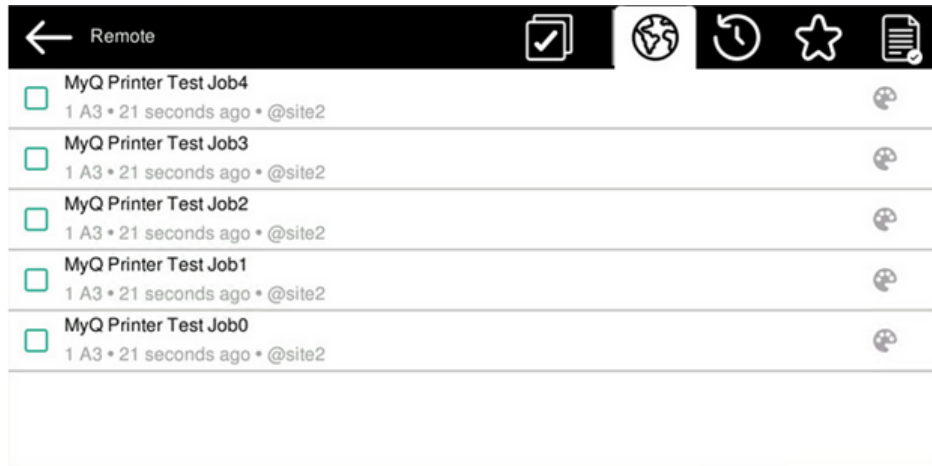 Remote
MyQ Printer Test Job4
1 A3 • 21 seconds ago • @site2
MyQ Printer Test Job3
1 A3 • 21 seconds ago • @site2
MyQ Printer Test Job2
1 A3 • 21 seconds ago • @site2
MyQ Printer Test Job1
1 A3 • 21 seconds ago • @site2
MyQ Printer Test Job0
1 A3 • 21 seconds ago • @site2